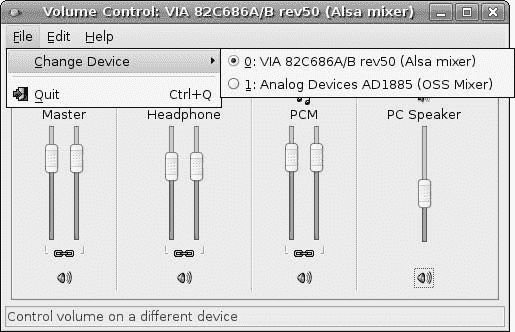 Volume Control: VIA 82C686A/B rev50 (Alsa mixer)
File Edit Help
Change Device
0: VIA 82C686A/B rev50 (Alsa mixer)
1: Analog Devices AD1885 (OSS Mixer)
Quit Ctrl+Q
Master Headphone PCM PC Speaker
Control volume on a different device